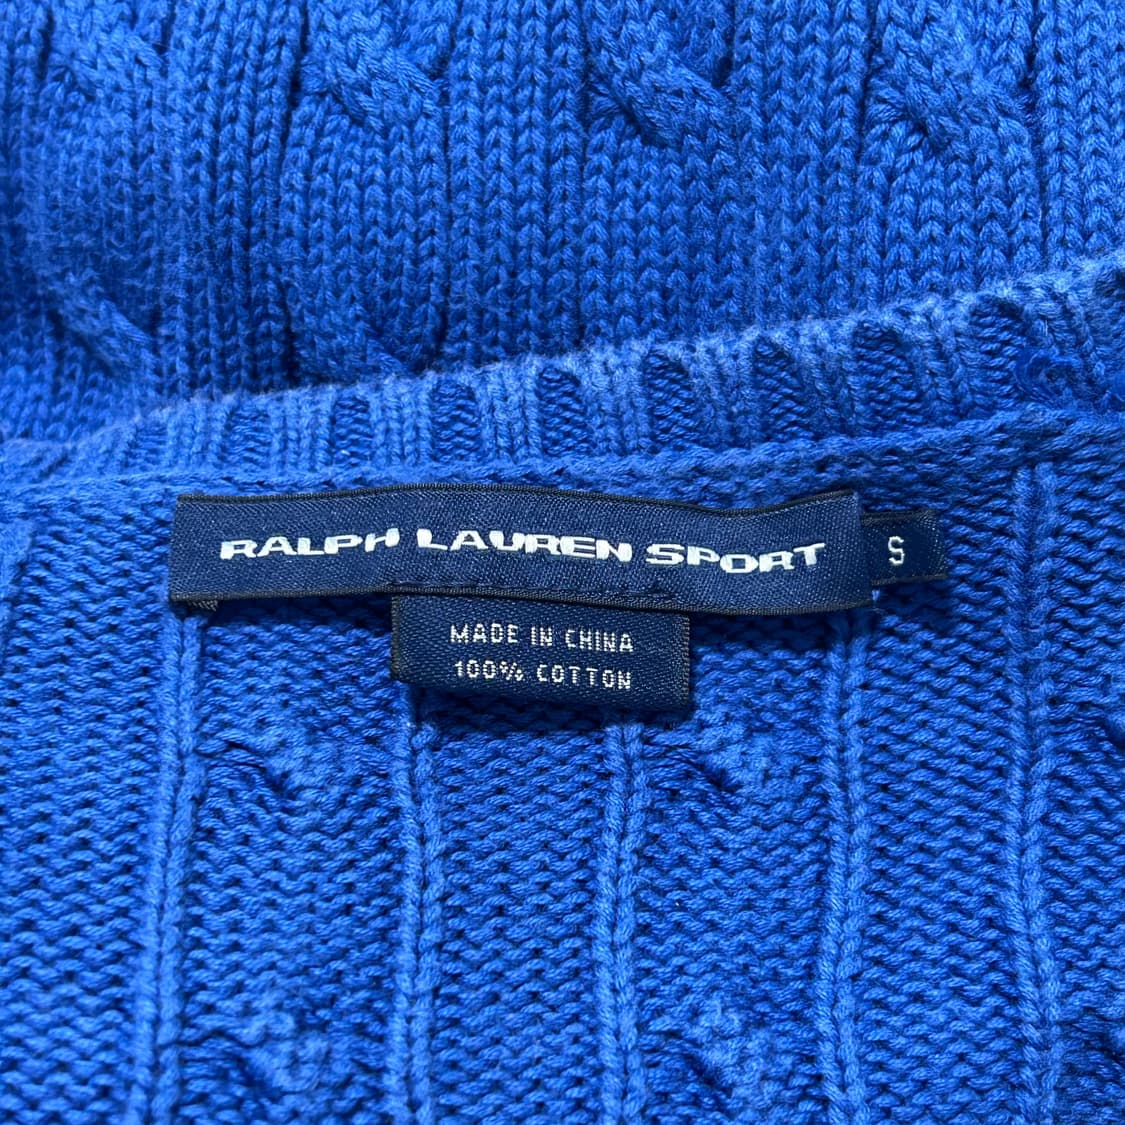 RALPH LAUREN SPORT
S
MADE IN CHINA
100% COTTON